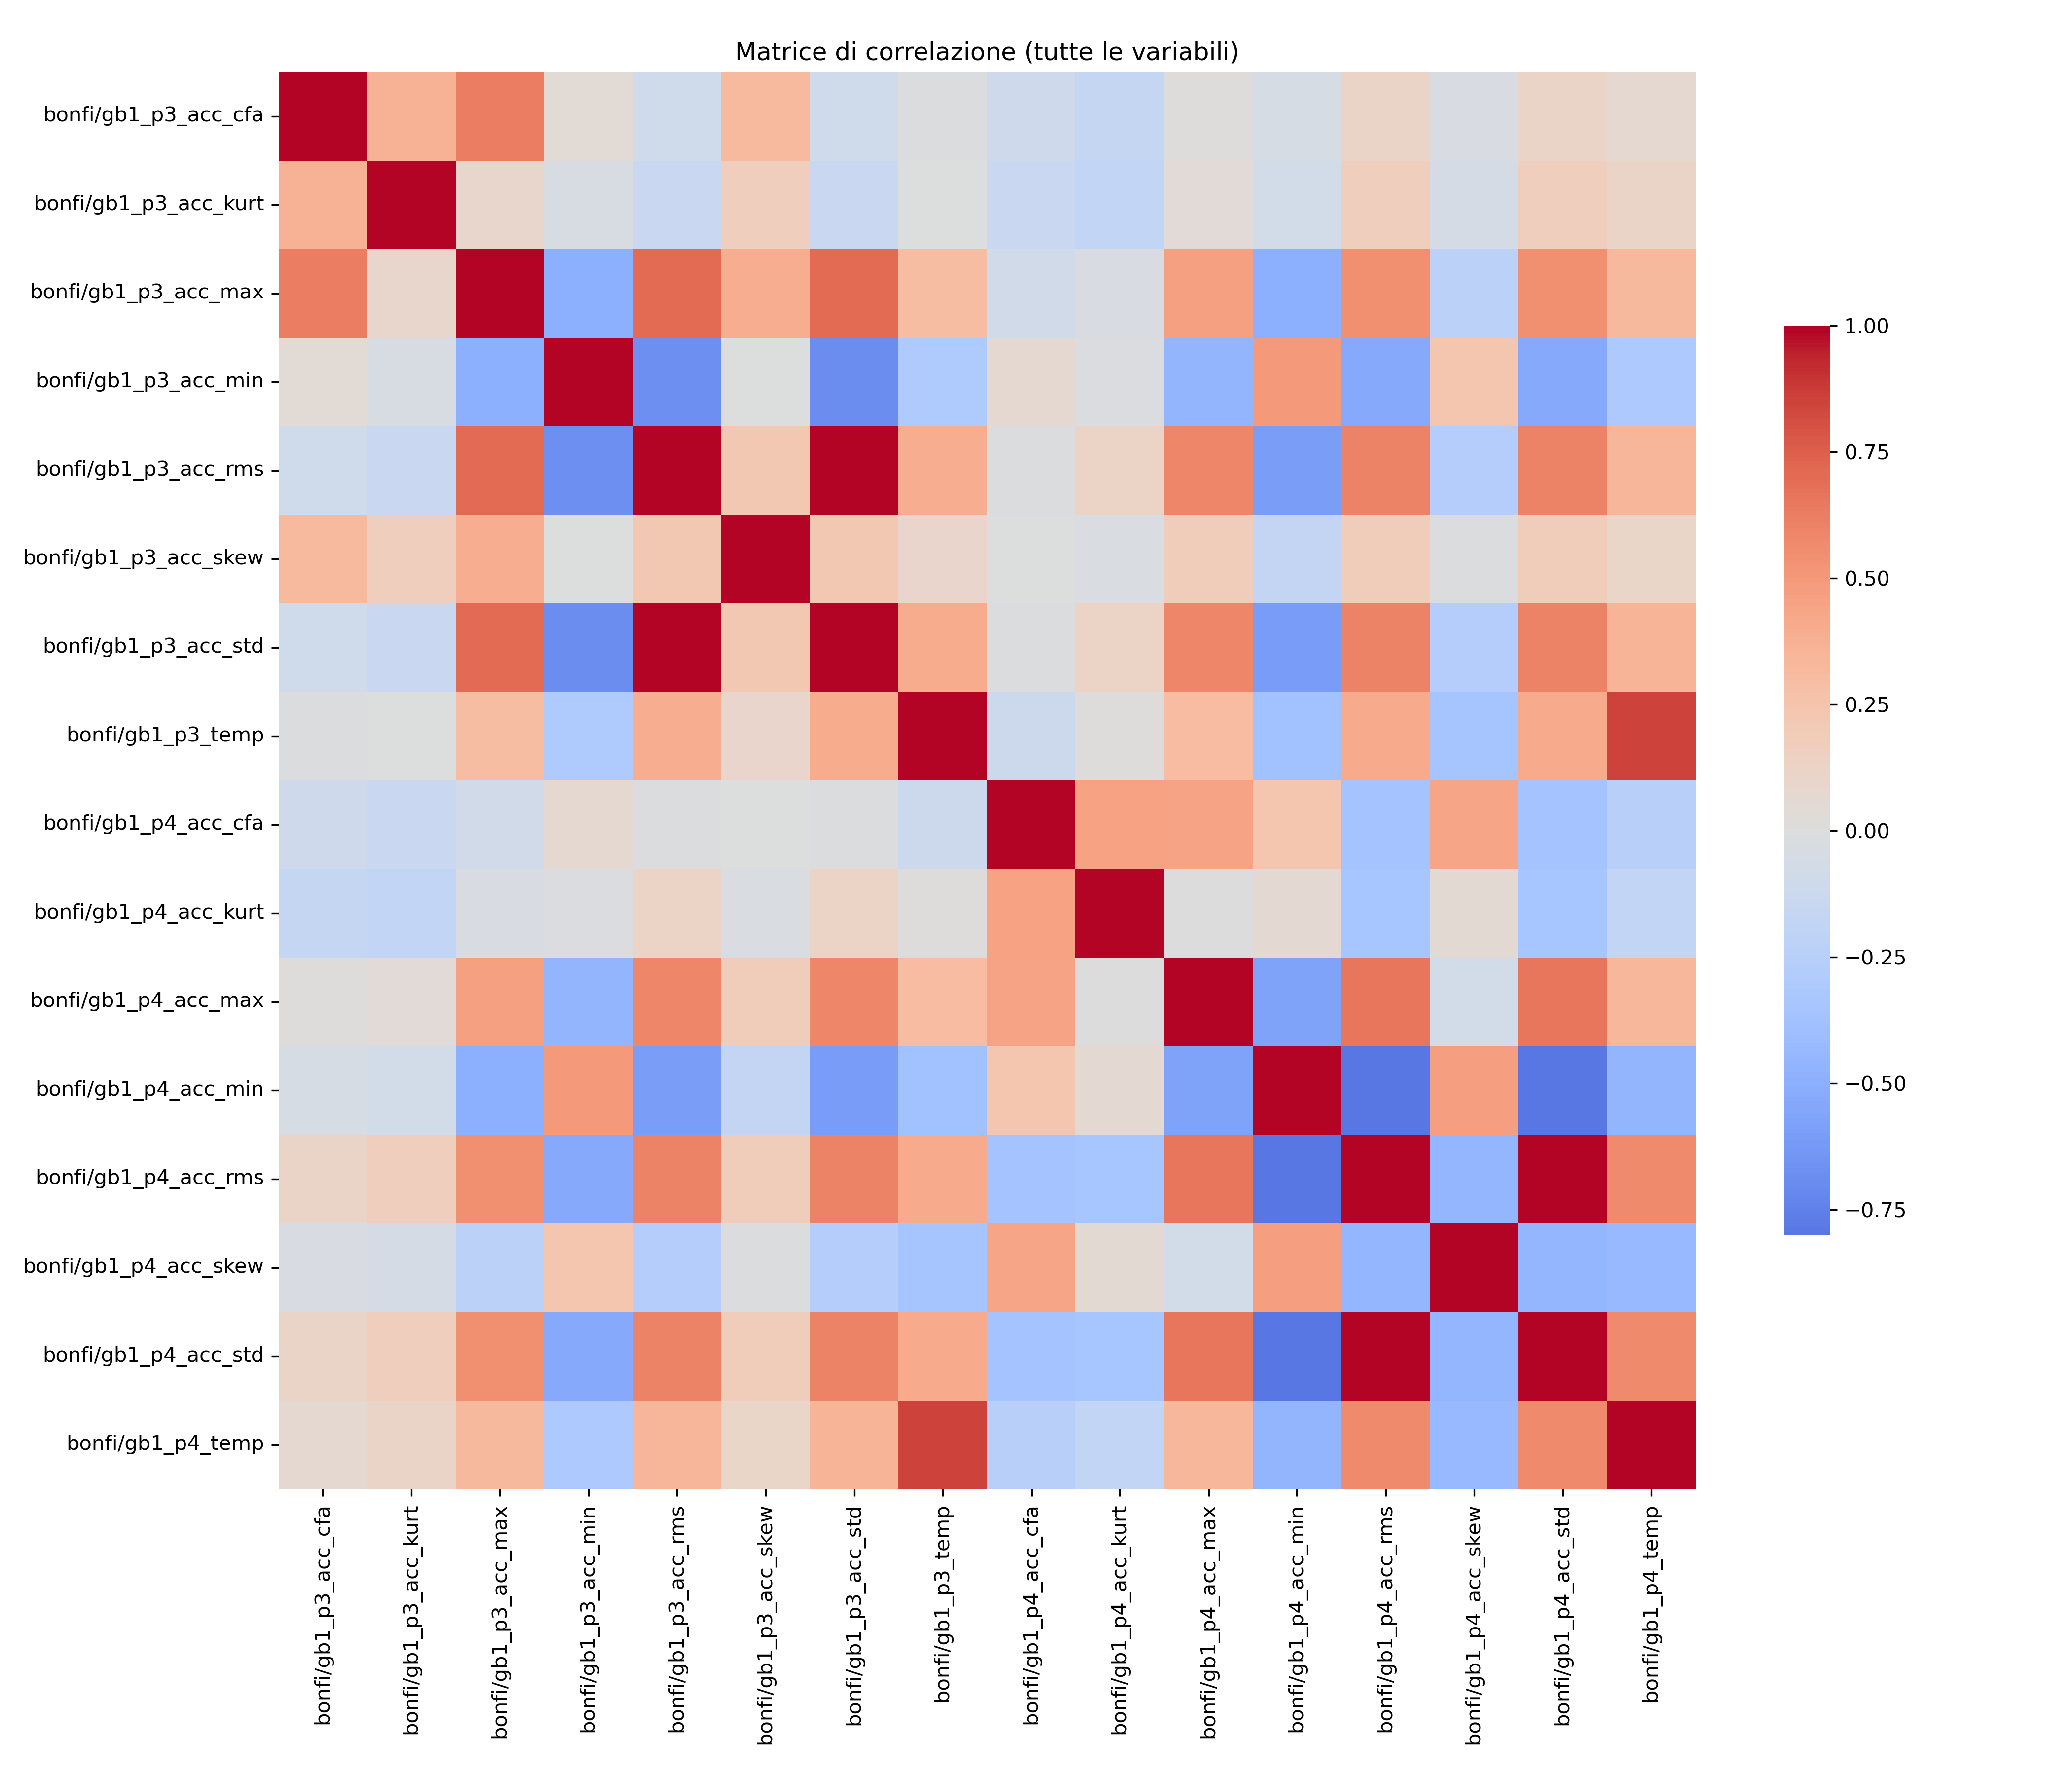 Matrice di correlazione (tutte le variabili)
bonfi/gb1_p3_acc_cfa
bonfi/gb1_p3_acc_kurt
bonfi/gb1_p3_acc_max
bonfi/gb1_p3_acc_min
bonfi/gb1_p3_acc_rms
bonfi/gb1_p3_acc_skew
bonfi/gb1_p3_acc_std
bonfi/gb1_p3_temp
bonfi/gb1_p4_acc_cfa
bonfi/gb1_p4_acc_kurt
bonfi/gb1_p4_acc_max
bonfi/gb1_p4_acc_min
bonfi/gb1_p4_acc_rms
bonfi/gb1_p4_acc_skew
bonfi/gb1_p4_acc_std
bonfi/gb1_p4_temp
bonfi/gb1_p3_acc_cfa
bonfi/gb1_p3_acc_kurt
bonfi/gb1_p3_acc_max
bonfi/gb1_p3_acc_min
bonfi/gb1_p3_acc_rms
bonfi/gb1_p3_acc_skew
bonfi/gb1_p3_acc_std
bonfi/gb1_p3_temp
bonfi/gb1_p4_acc_cfa
bonfi/gb1_p4_acc_kurt
bonfi/gb1_p4_acc_max
bonfi/gb1_p4_acc_min
bonfi/gb1_p4_acc_rms
bonfi/gb1_p4_acc_skew
bonfi/gb1_p4_acc_std
bonfi/gb1_p4_temp
1.00
0.75
0.50
0.25
0.00
−0.25
−0.50
−0.75